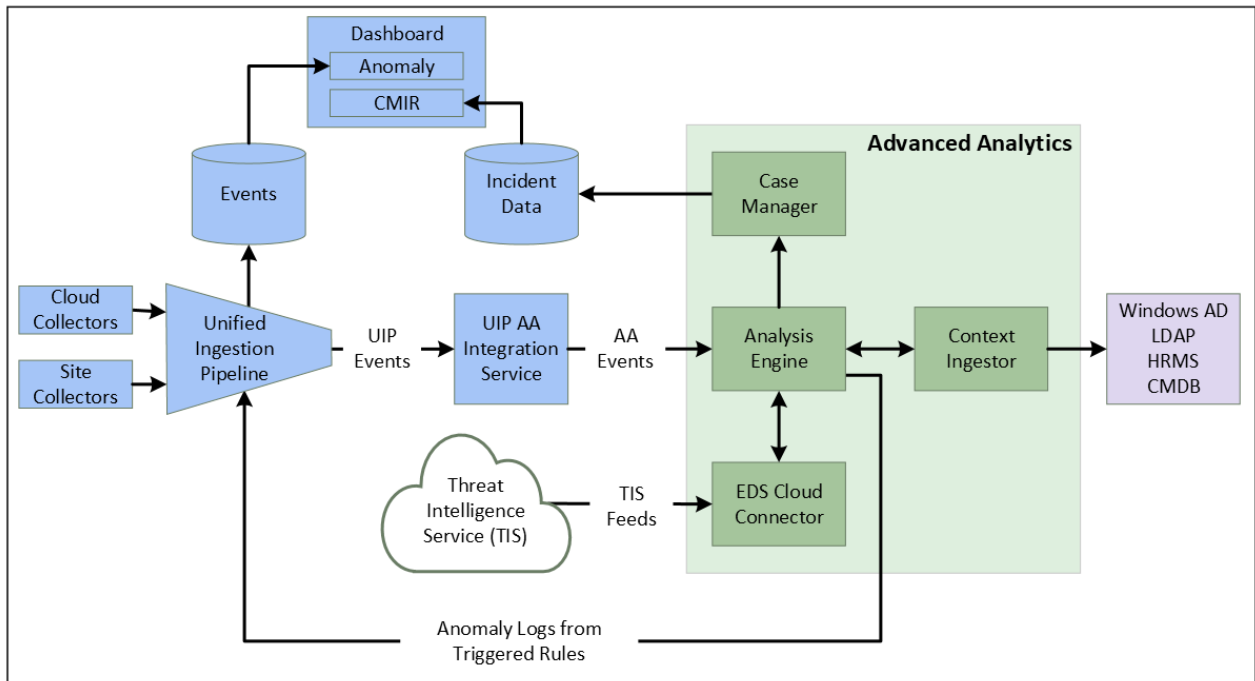 Dashboard
Anomaly
CMIR
Advanced Analytics
Events
Incident
Data
Case
Manager
Cloud
Collectors
Site
Collectors
Unified
Ingestion
Pipeline
UIP
Events
UIP AA
Integration
Service
AA
Events
Analysis
Engine
Context
Ingestor
Windows AD
LDAP
HRMS
CMDB
Threat
Intelligence
Service (TIS)
TIS
Feeds
EDS Cloud
Connector
Anomaly Logs from
Triggered Rules